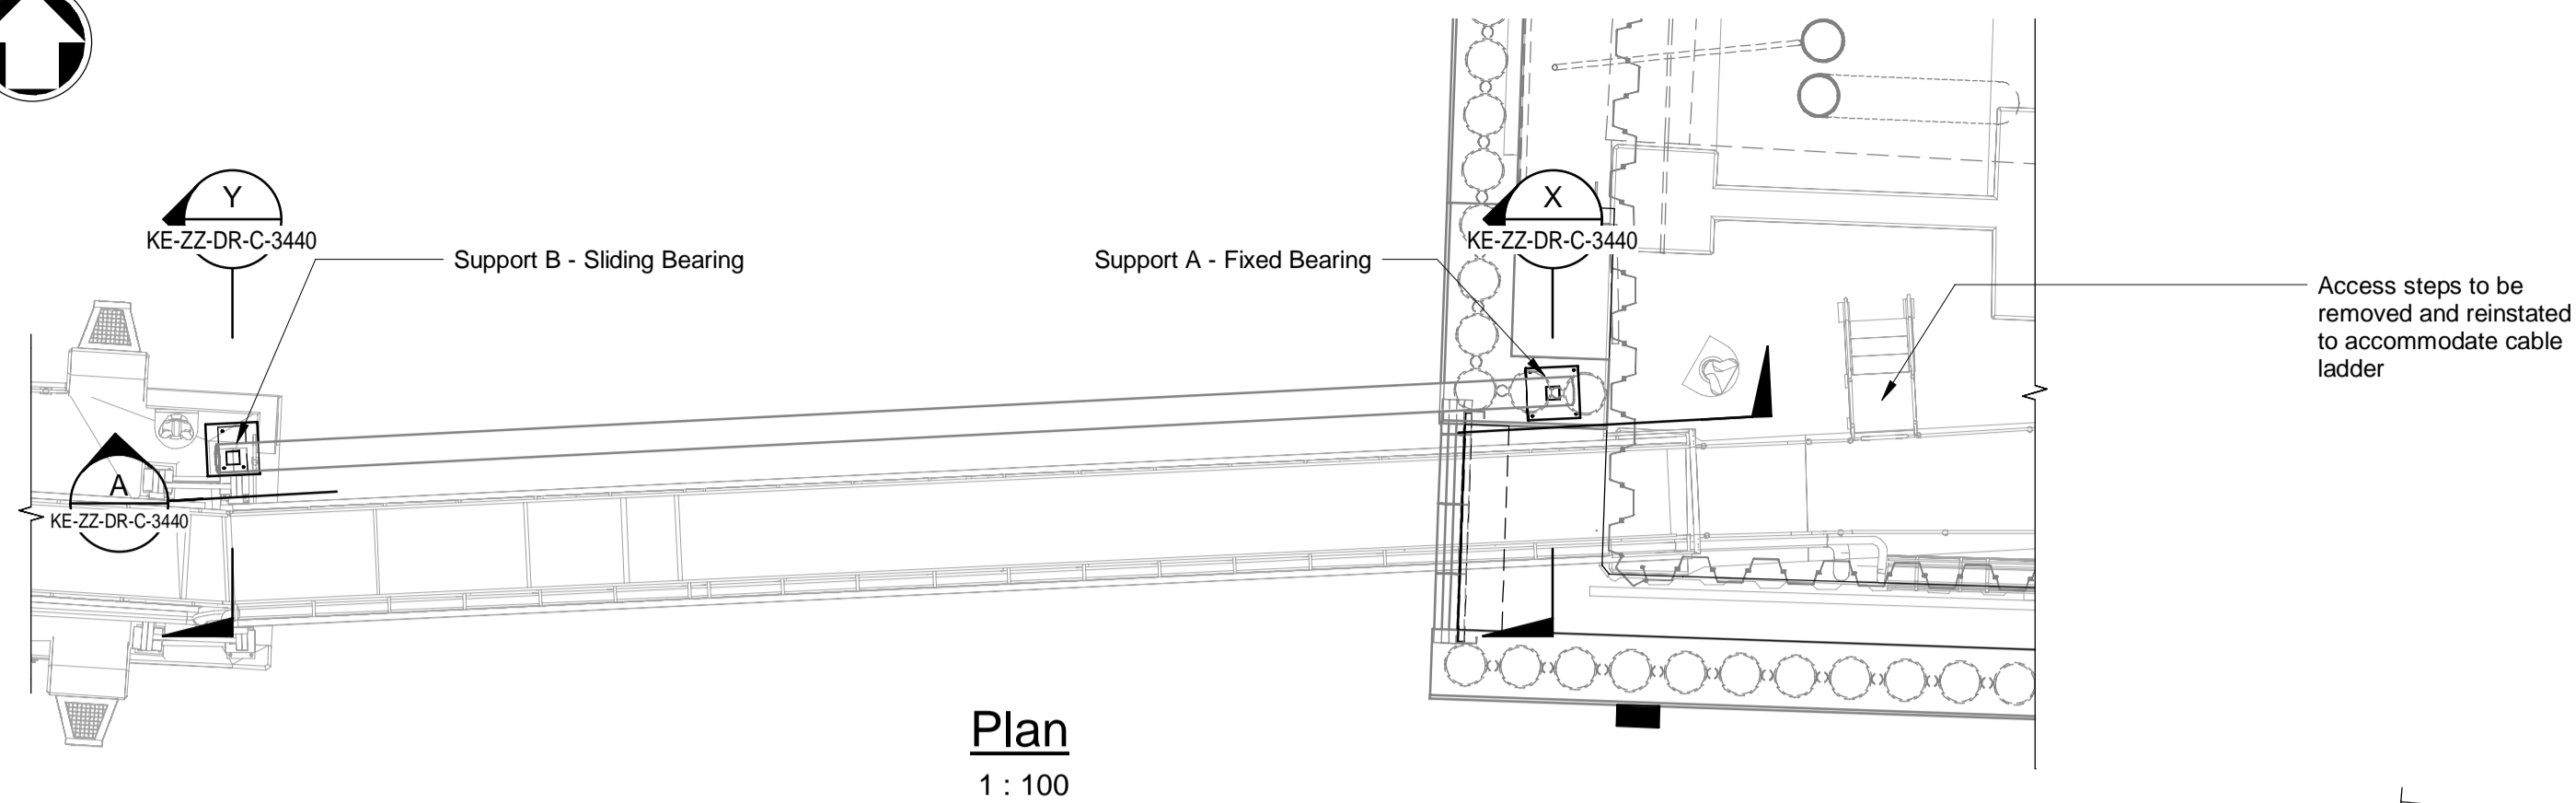 Y
KE-ZZ-DR-C-3440
X
KE-ZZ-DR-C-3440
Support B - Sliding Bearing
Support A - Fixed Bearing
Access steps to be
removed and reinstated
to accommodate cable
ladder
A
KE-ZZ-DR-C-3440
Plan
1 : 100